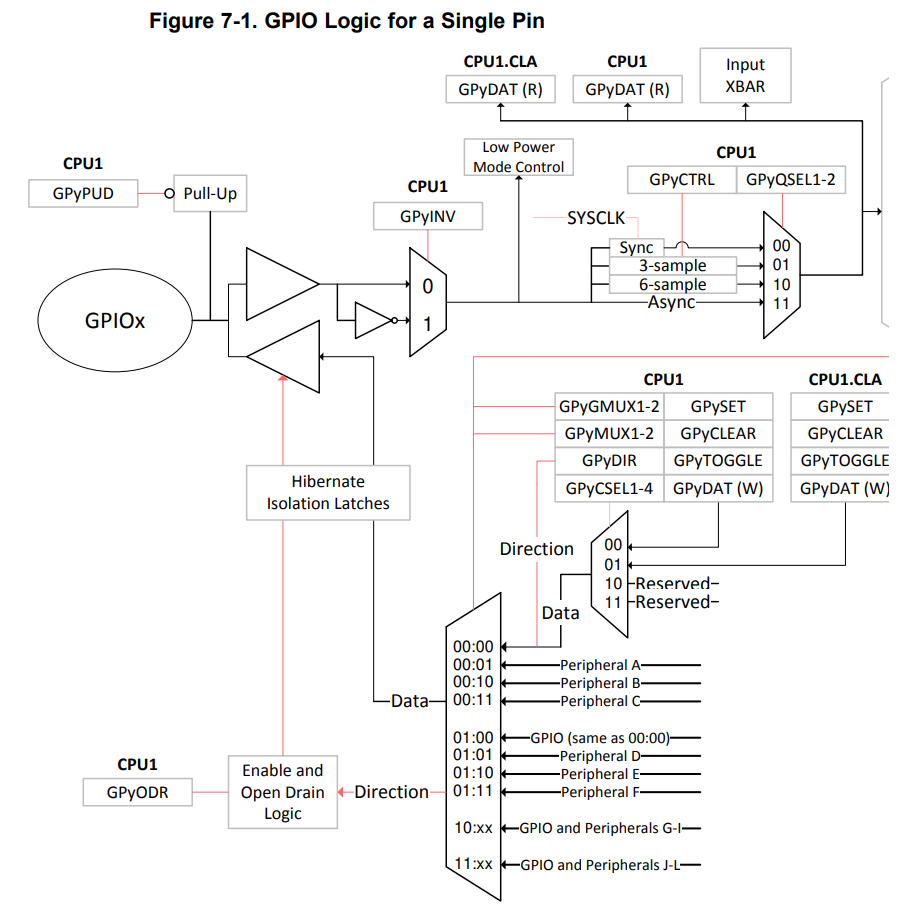 Figure 7-1. GPIO Logic for a Single Pin
CPU1.CLA
GPyDAT (R)
CPU1
GPyDAT (R)
Input
XBAR
CPU1
GPyPUD
Pull-Up
Low Power
Mode Control
CPU1
GPyINV
CPU1
GPyCTRL
GPyQSEL1-2
SYSCLK
Sync
3-sample
6-sample
Async
00
01
10
11
0
1
GPIOx
CPU1
GPyGMUX1-2
GPySET
GPyMUX1-2
GPyCLEAR
GPyDIR
GPyTOGGLE
GPyCSEL1-4
GPyDAT (W)
CPU1.CLA
GPySET
GPyCLEAR
GPyTOGGLE
GPyDAT (W)
Hibernate
Isolation Latches
Direction
00
01
10
Reserved
11
Reserved
Data
00:00
00:01
Peripheral A
00:10
Peripheral B
00:11
Peripheral C
Data
01:00
GPIO (same as 00:00)
01:01
Peripheral D
01:10
Peripheral E
01:11
Peripheral F
10:xx
GPIO and Peripherals G-I
11:xx
GPIO and Peripherals J-L
CPU1
GPyODR
Enable and
Open Drain
Logic
Direction